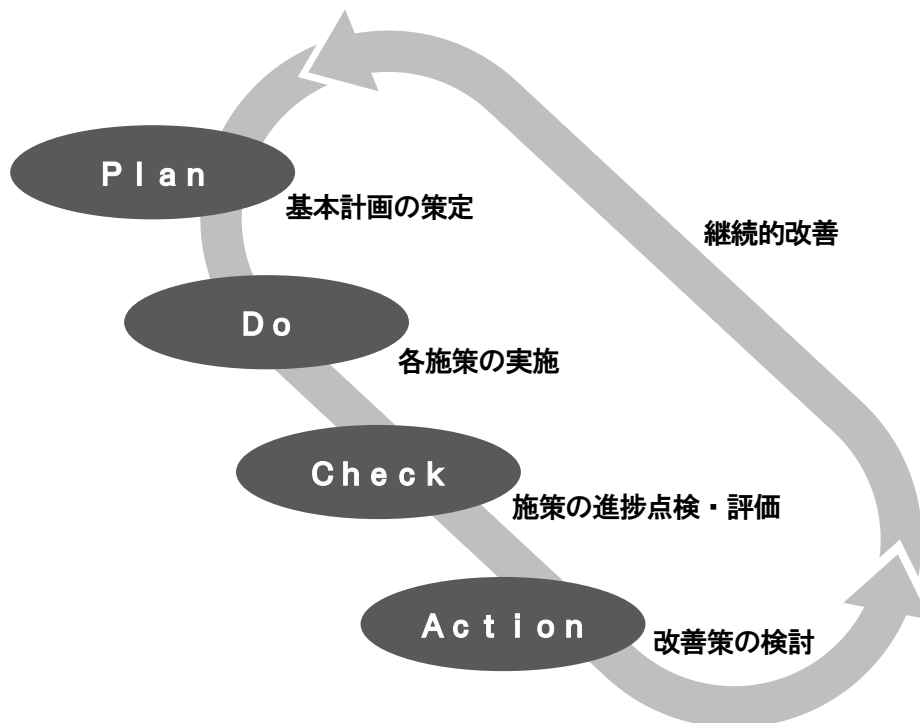 Ｐｌａｎ
基本計画の策定
継続的改善
Ｄｏ
各施策の実施
Ｃｈｅｃｋ
施策の進捗点検・評価
Ａｃｔｉｏｎ
改善策の検討